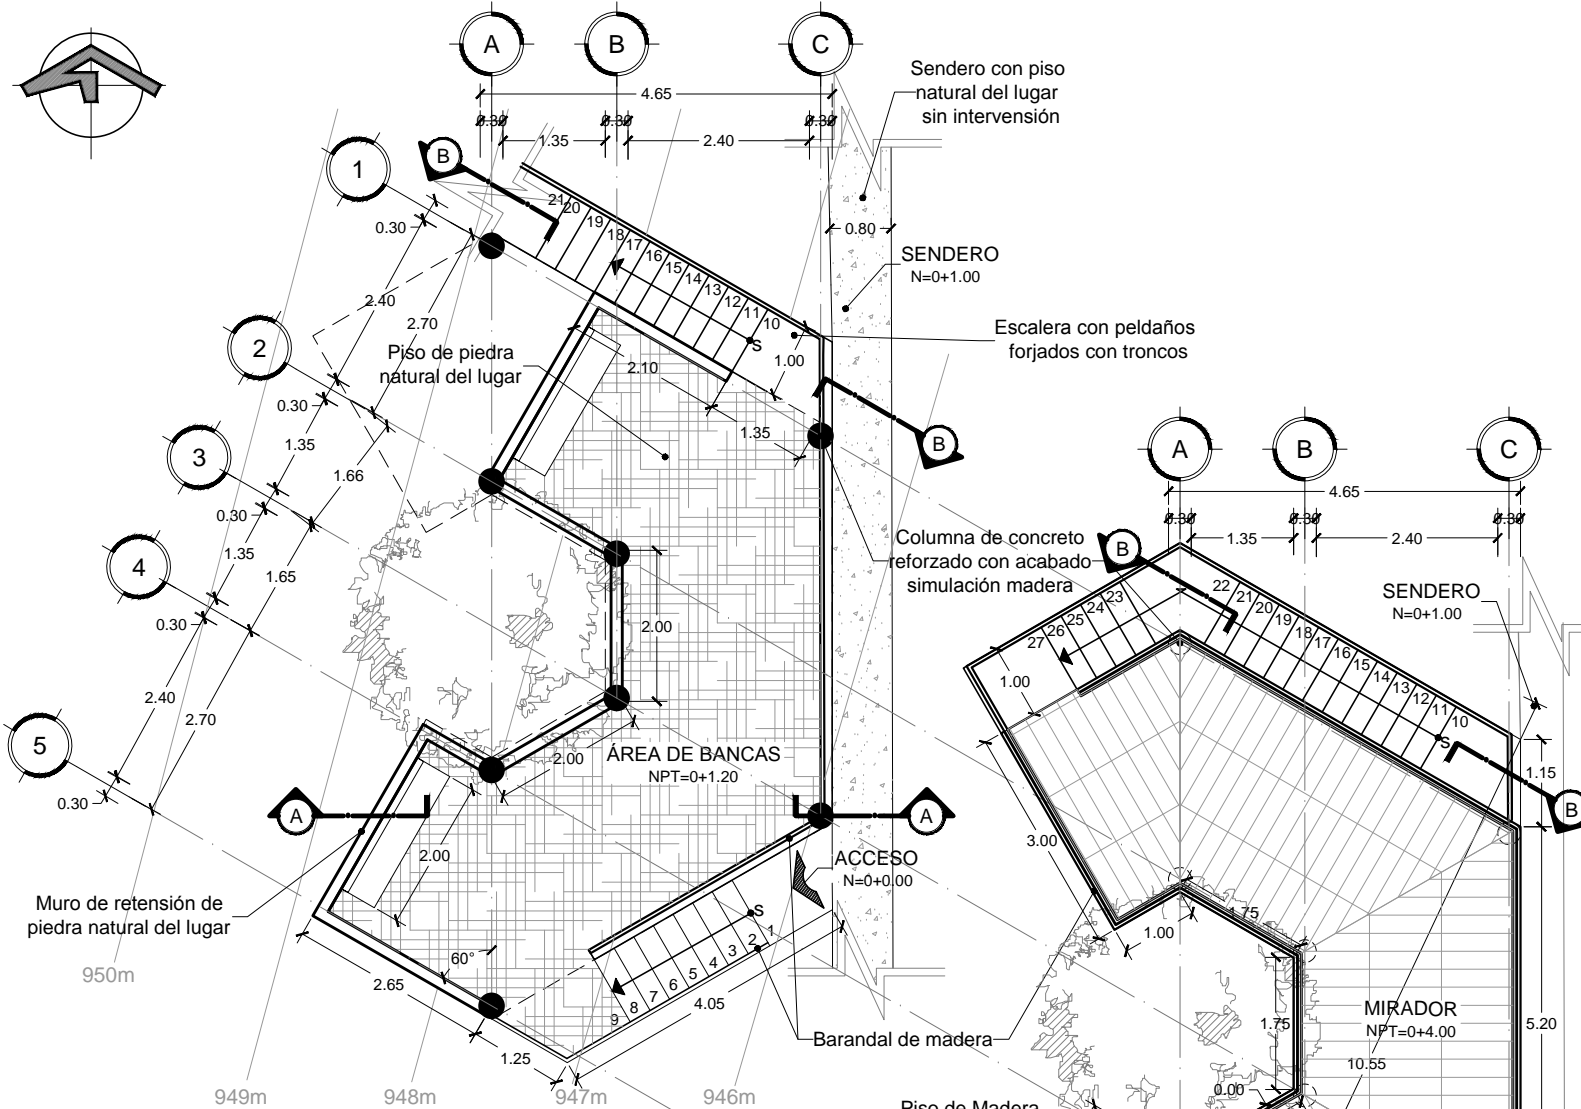 A
B
C
4.65
0.30
0.30
0.30
1.35
2.40
Sendero con piso
natural del lugar
sin intervención
1
B
0.30
21
20
19
18
17
16
15
14
13
12
11
10
S
0.80
SENDERO
N=0+1.00
2.40
2.70
2
Piso de piedra
natural del lugar
2.10
1.00
Escalera con peldaños
forjados con troncos
0.30
1.35
1.35
B
3
1.66
0.30
Columna de concreto
reforzado con acabado
simulación madera
4
1.35
1.65
0.30
2.00
2.40
2.70
5
2.00
ÁREA DE BANCAS
NPT=0+1.20
0.30
A
A
2.00
ACCESO
N=0+0.00
Muro de retención de
piedra natural del lugar
S
1
2
3
4
5
6
7
8
9
60°
2.65
4.05
1.25
Barandal de madera
950m
949m
948m
947m
946m
A
B
C
4.65
0.30
0.30
0.30
1.35
2.40
B
SENDERO
N=0+1.00
27
26
25
24
23
22
21
20
19
18
17
16
15
14
13
12
11
10
S
1.00
1.15
B
3.00
1.75
1.00
MIRADOR
NPT=0+4.00
1.75
5.20
10.55
0.00
Piso de Madera